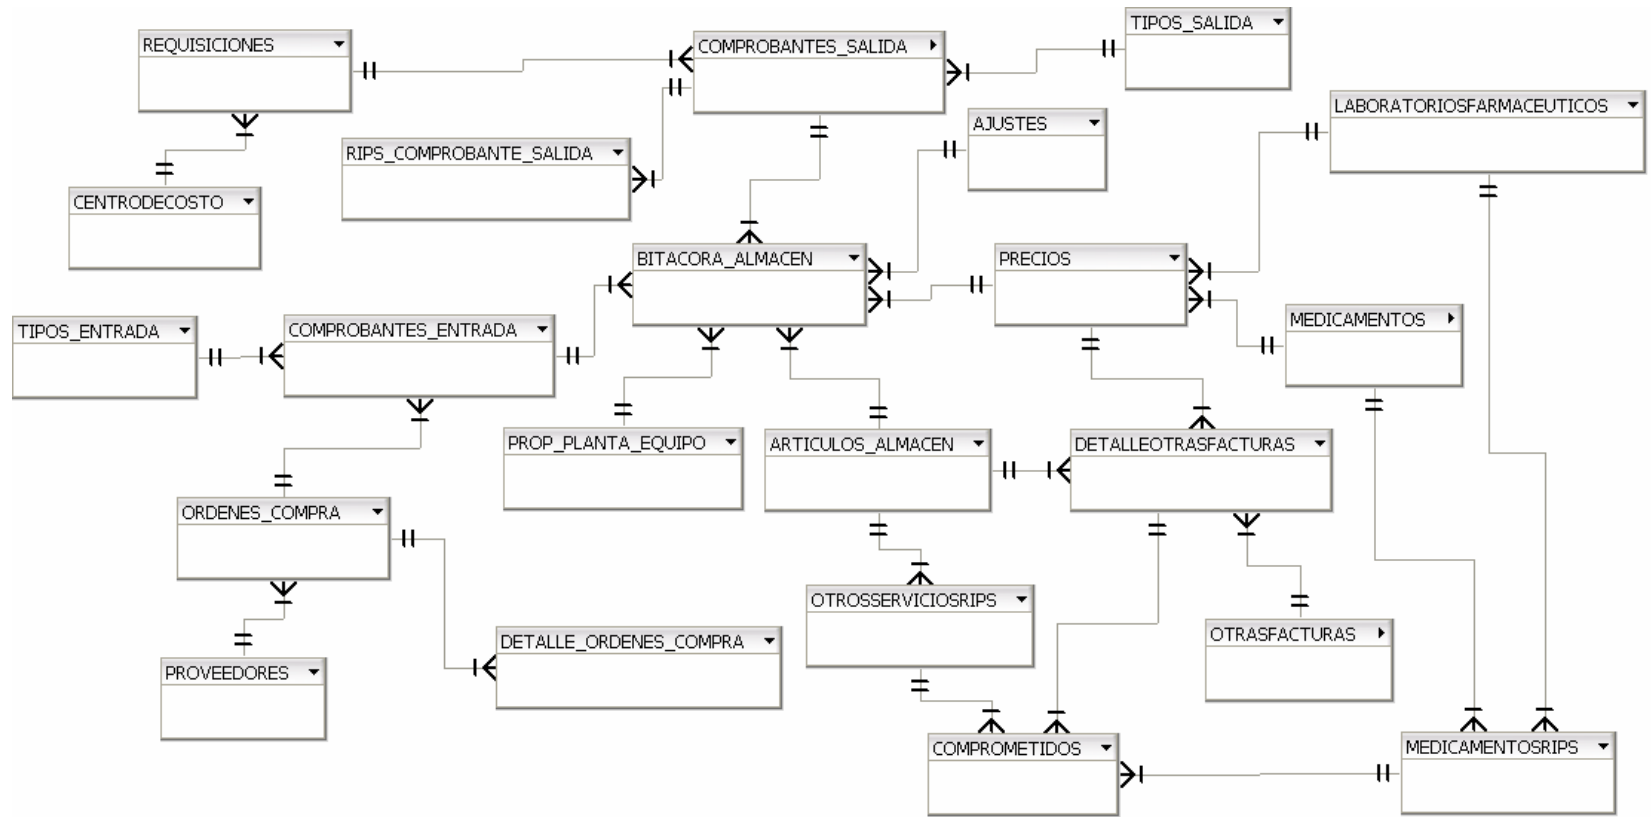 TIPOS_SALIDA
REQUISICIONES
COMPROBANTES_SALIDA
LABORATORIOSFARMACEUTICOS
AJUSTES
RIPS_COMPROBANTE_SALIDA
CENTRODECOSTO
BITACORA_ALMACEN
PRECIOS
MEDICAMENTOS
TIPOS_ENTRADA
COMPROBANTES_ENTRADA
PROP_PLANTA_EQUIPO
ARTICULOS_ALMACEN
DETALLEOTRASFACTURAS
ORDENES_COMPRA
OTROSSERVICIOSRIPS
OTRASFACTURAS
DETALLE_ORDENES_COMPRA
PROVEEDORES
COMPROMETIDOS
MEDICAMENTOSRIPS